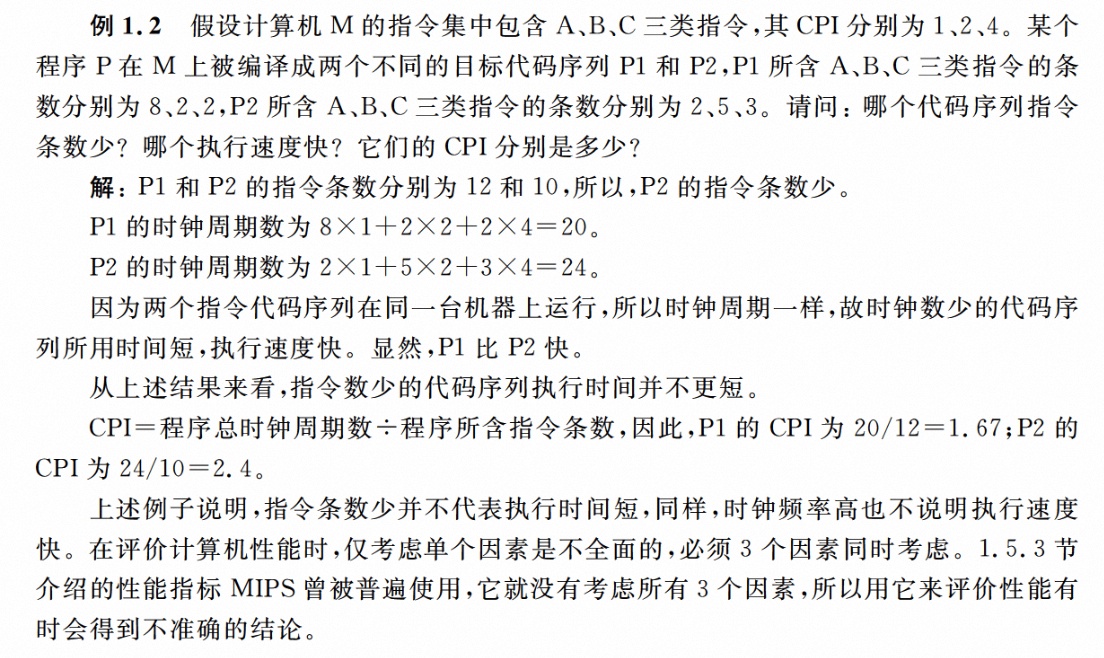 例 1.2 假设计算机 M 的指令集中包含 A、B、C 三类指令,其 CPI 分别为 1、2、4。某个
程序 P 在 M 上被编译成两个不同的目标代码序列 P1 和 P2,P1 所含 A、B、C 三类指令的条
数分别为 8、2、2,P2 所含 A、B、C 三类指令的条数分别为 2、5、3。请问:哪个代码序列指令
条数少?哪个执行速度快?它们的 CPI 分别是多少?
解:P1 和 P2 的指令条数分别为 12 和 10,所以,P2 的指令条数少。
P1 的时钟周期数为 8×1+2×2+2×4=20。
P2 的时钟周期数为 2×1+5×2+3×4=24。
因为两个指令代码序列在同一台机器上运行,所以时钟周期一样,故时钟数少的代码序
列所用时间短,执行速度快。显然,P1 比 P2 快。
从上述结果来看,指令数少的代码序列执行时间并不更短。
CPI=程序总时钟周期数÷程序所含指令条数,因此,P1 的 CPI 为 20/12=1.67;P2 的
CPI 为 24/10=2.4。
上述例子说明,指令条数少并不代表执行时间短,同样,时钟频率高也不说明执行速度
快。在评价计算机性能时,仅考虑单个因素是不全面的,必须 3 个因素同时考虑。1.5.3 节
介绍的性能指标 MIPS 曾被普遍使用,它就没有考虑所有 3 个因素,所以用它来评价性能有
时会得到不准确的结论。